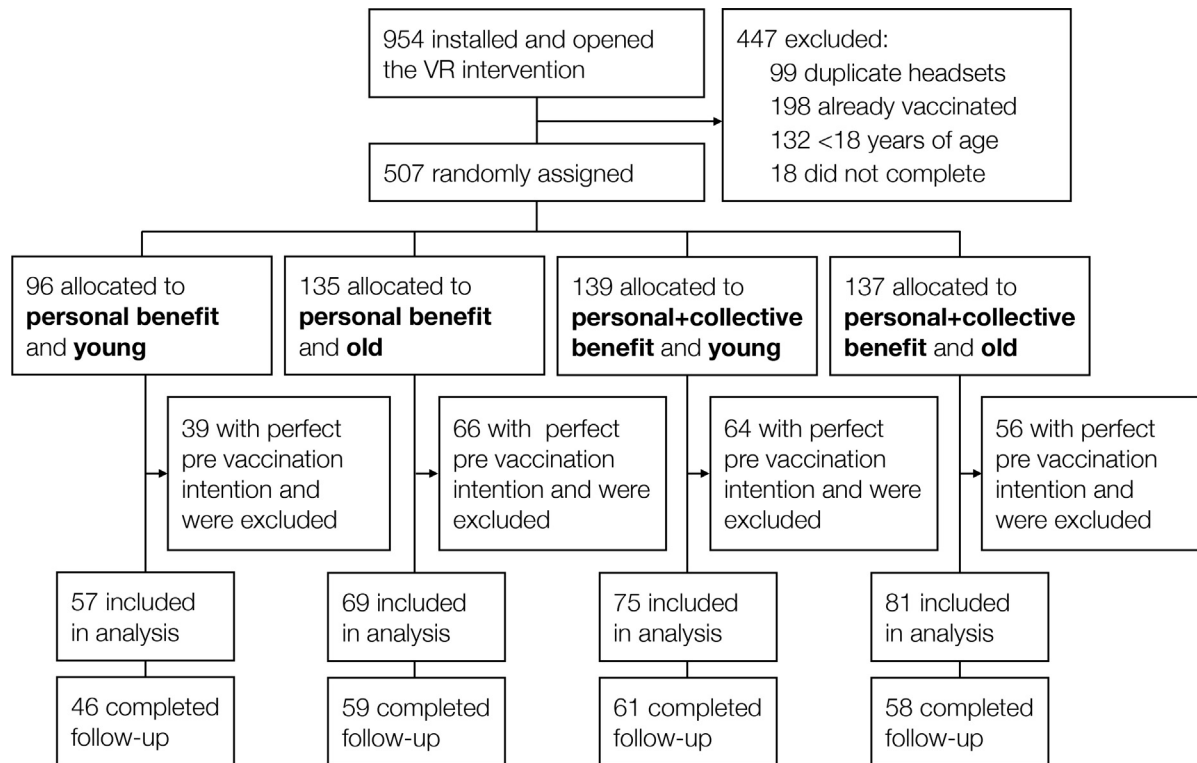 954 installed and opened
the VR intervention
447 excluded:
99 duplicate headsets
198 already vaccinated
132 <18 years of age
18 did not complete
507 randomly assigned
96 allocated to
personal benefit
and young
135 allocated to
personal benefit
and old
139 allocated to
personal+collective
benefit and young
137 allocated to
personal+collective
benefit and old
39 with perfect
pre vaccination
intention and
were excluded
66 with perfect
pre vaccination
intention and were
excluded
64 with perfect
pre vaccination
intention and were
excluded
56 with perfect
pre vaccination
intention and
were excluded
57 included
in analysis
69 included
in analysis
75 included
in analysis
81 included
in analysis
46 completed
follow-up
59 completed
follow-up
61 completed
follow-up
58 completed
follow-up